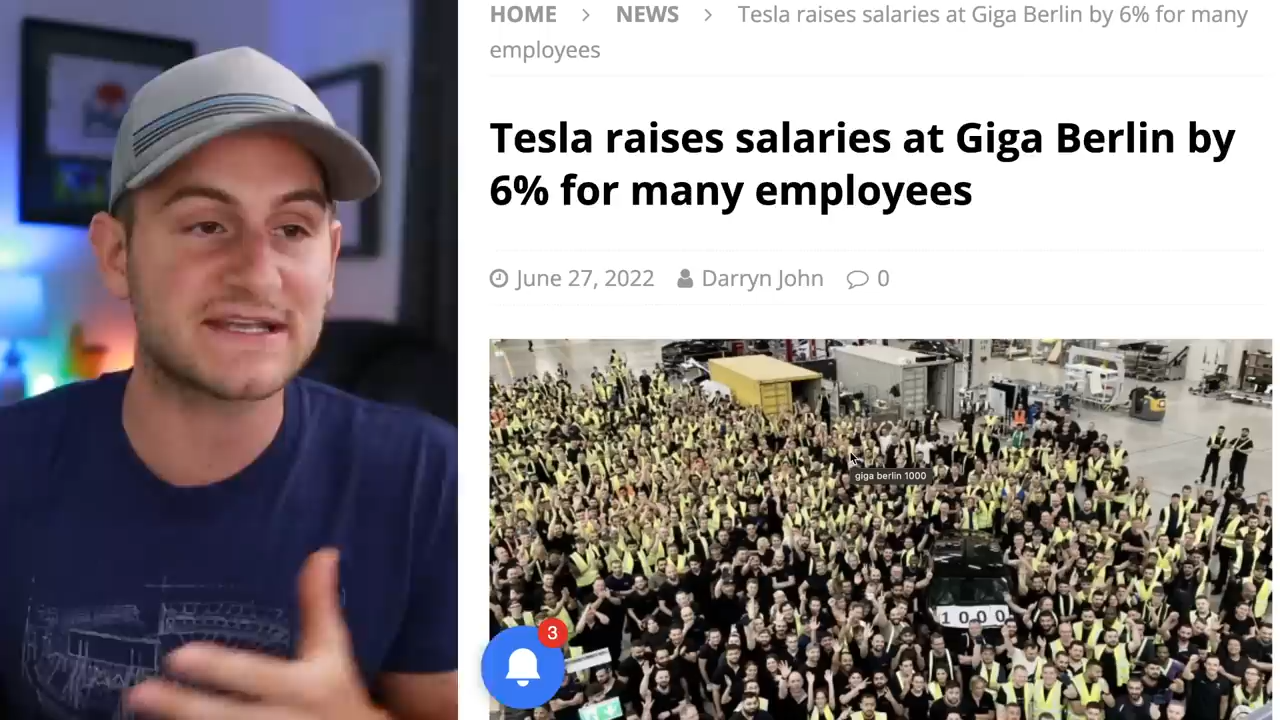 HOME > NEWS > Tesla raises salaries at Giga Berlin by 6% for many
employees
Tesla raises salaries at Giga Berlin by
6% for many employees
June 27, 2022 Darryn John 0
giga berlin 1000
1000
3